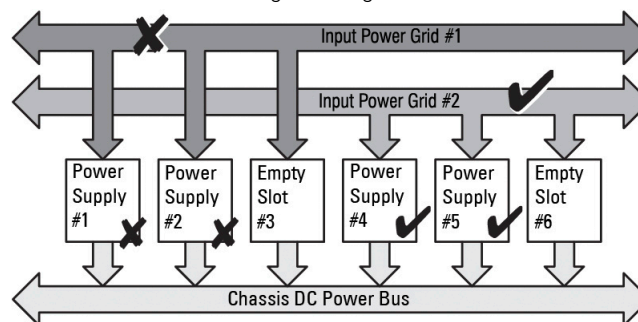 Input Power Grid #1
Input Power Grid #2
Power
Supply
#1
Power
Supply
#2
Empty
Slot
#3
Power
Supply
#4
Power
Supply
#5
Empty
Slot
#6
Chassis DC Power Bus